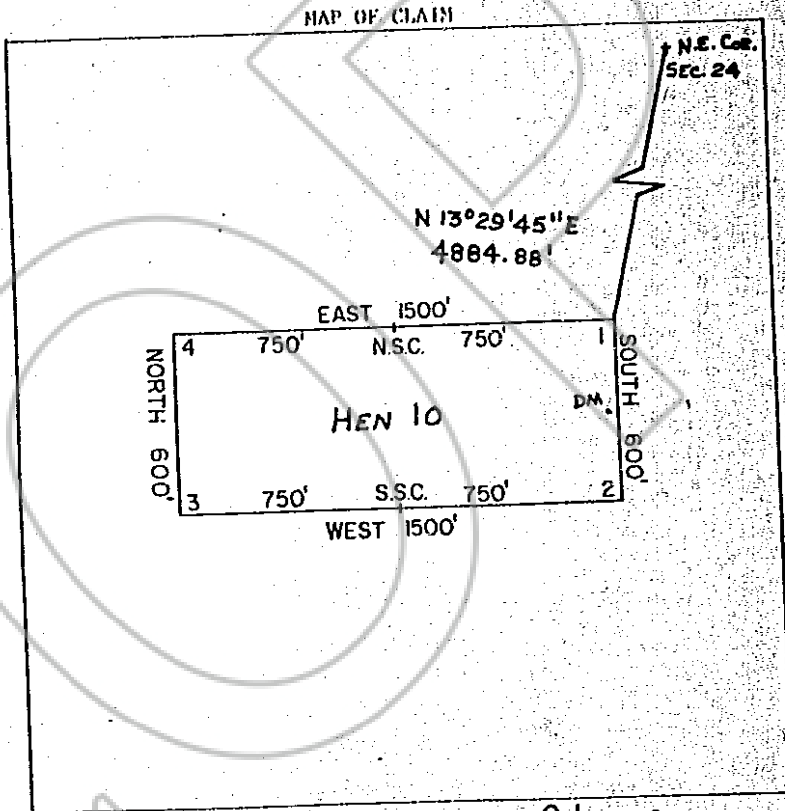 MAP OF CLAIM
N.E. COR.
SEC. 24
N 13°29'45"E
4884.88'
EAST 1500'
4 750' N.S.C. 750' 1
NORTH 600'
HEN 10
DM.
SOUTH 600'
3 750' S.S.C. 750' 2
WEST 1500'